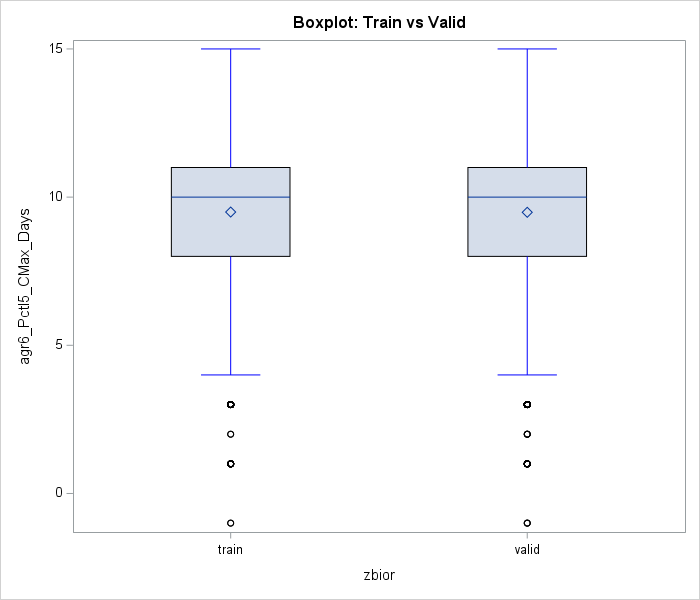 Boxplot: Train vs Valid
15
10
5
0
agr6_Pctl5_CMax_Days
train
valid
zbior